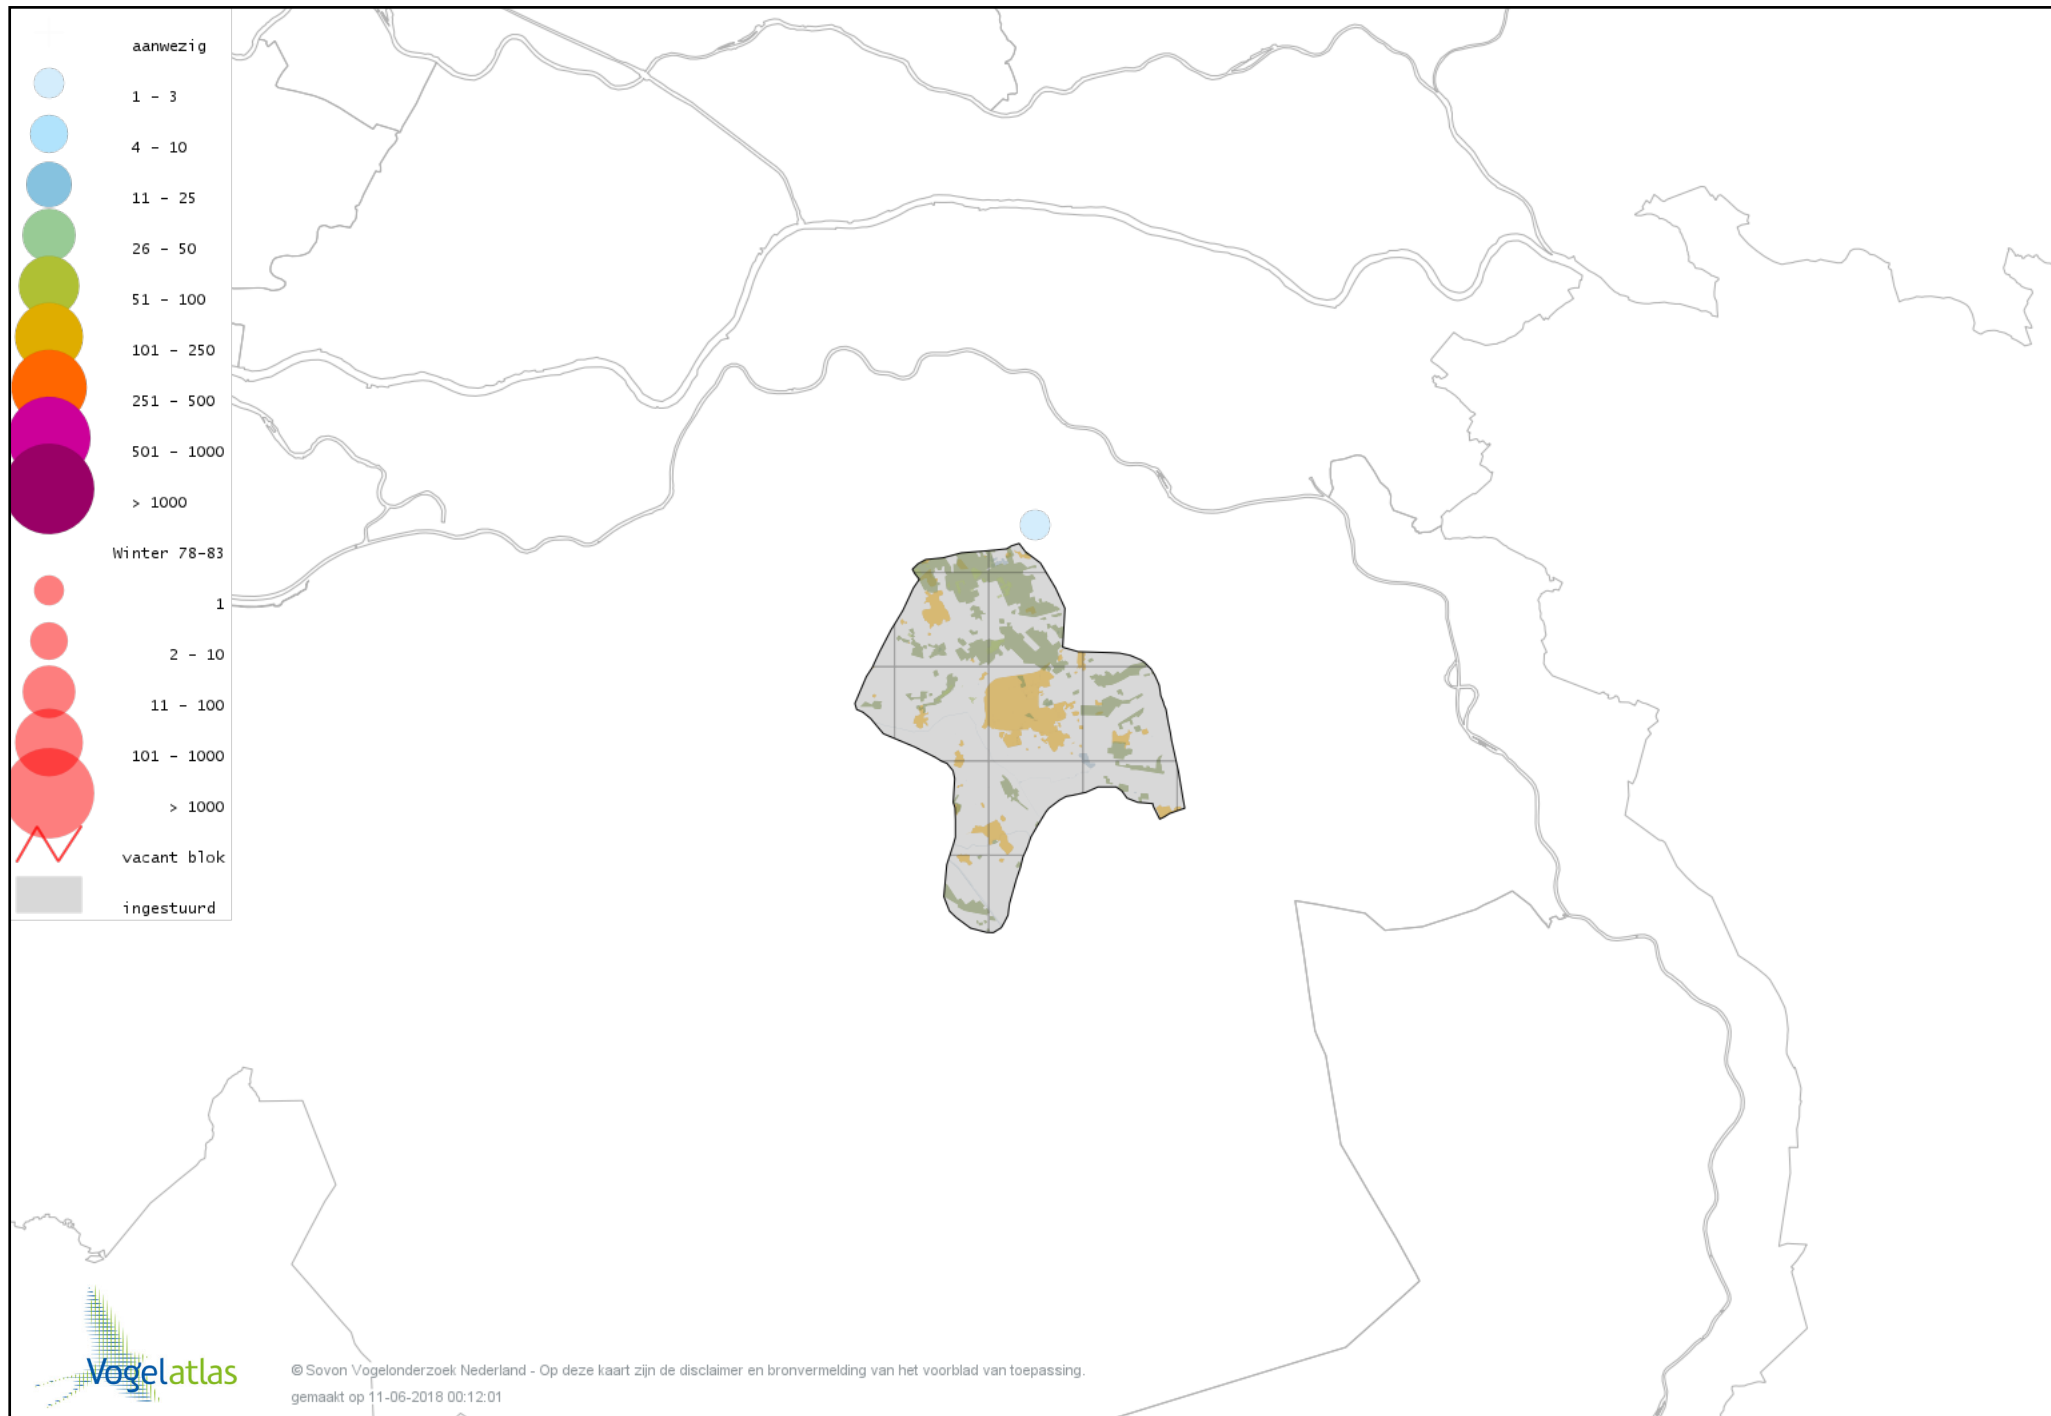 aanwezig
1 - 3
4 - 10
11 - 25
26 - 50
51 - 100
101 - 250
251 - 500
501 - 1000
> 1000
Winter 78-83
1
2 - 10
11 - 100
101 - 1000
> 1000
vacant blok
ingestuurd
Vogelatlas
© Sovon Vogelonderzoek Nederland - Op deze kaart zijn de disclaimer en bronvermelding van het voorblad van toepassing.
gemaakt op 11-06-2018 00:12:01